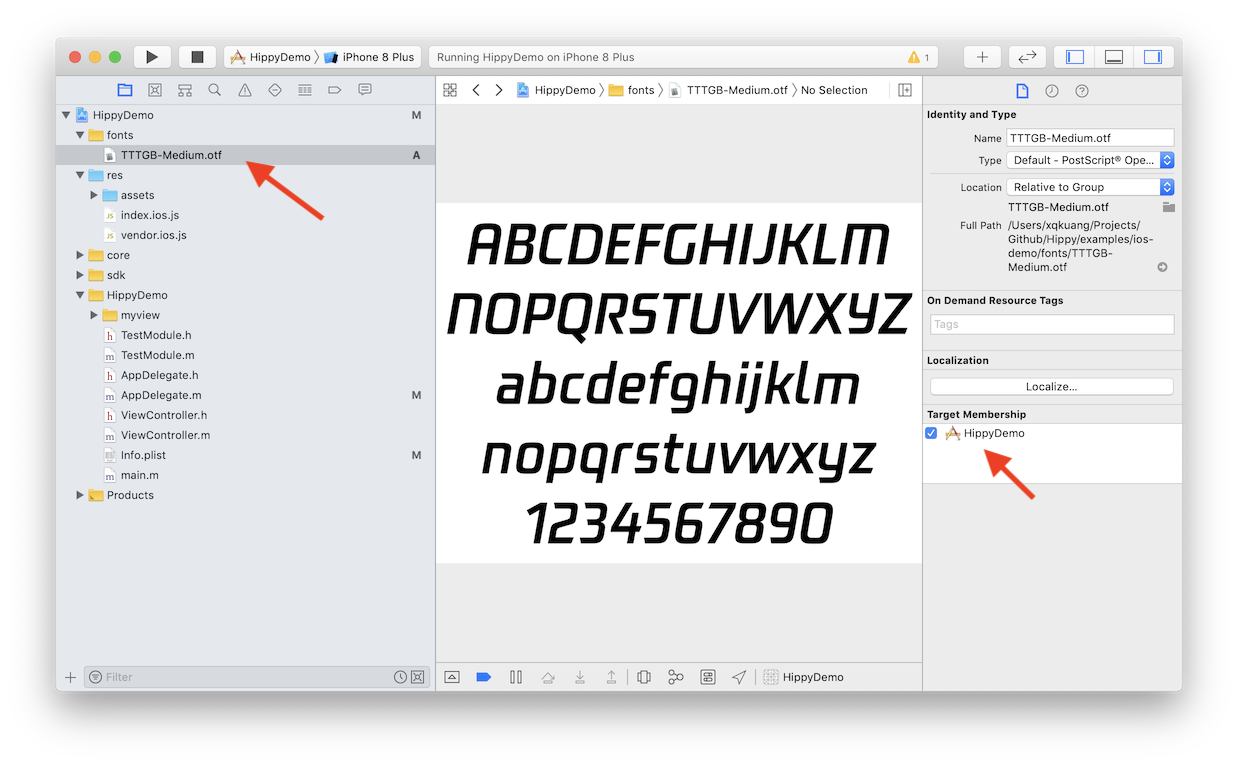 HippyDemo iPhone 8 Plus
Running HippyDemo on iPhone 8 Plus
1
HippyDemo M
fonts
TTTGB-Medium.otf A
res
assets
JS index.ios.js
JS vendor.ios.js
core
sdk
HippyDemo
myview
h TestModule.h
m TestModule.m
h AppDelegate.h
m AppDelegate.m M
h ViewController.h
m ViewController.m
Info.plist M
m main.m
Products
Filter
HippyDemo fonts TTTGB-Medium.otf No Selection
ABCDEFGHIJKLM
NOPQRSTUVWXYZ
abcdefghijklm
nopqrstuvwxyz
1234567890
HippyDemo
Identity and Type
Name TTTGB-Medium.otf
Type Default - PostScript® Ope...
Location Relative to Group
TTTGB-Medium.otf
Full Path /Users/xqkuang/Projects/
Github/Hippy/examples/ios-
demo/fonts/TTTGB-
Medium.otf
On Demand Resource Tags
Tags
Localization
Localize...
Target Membership
HippyDemo